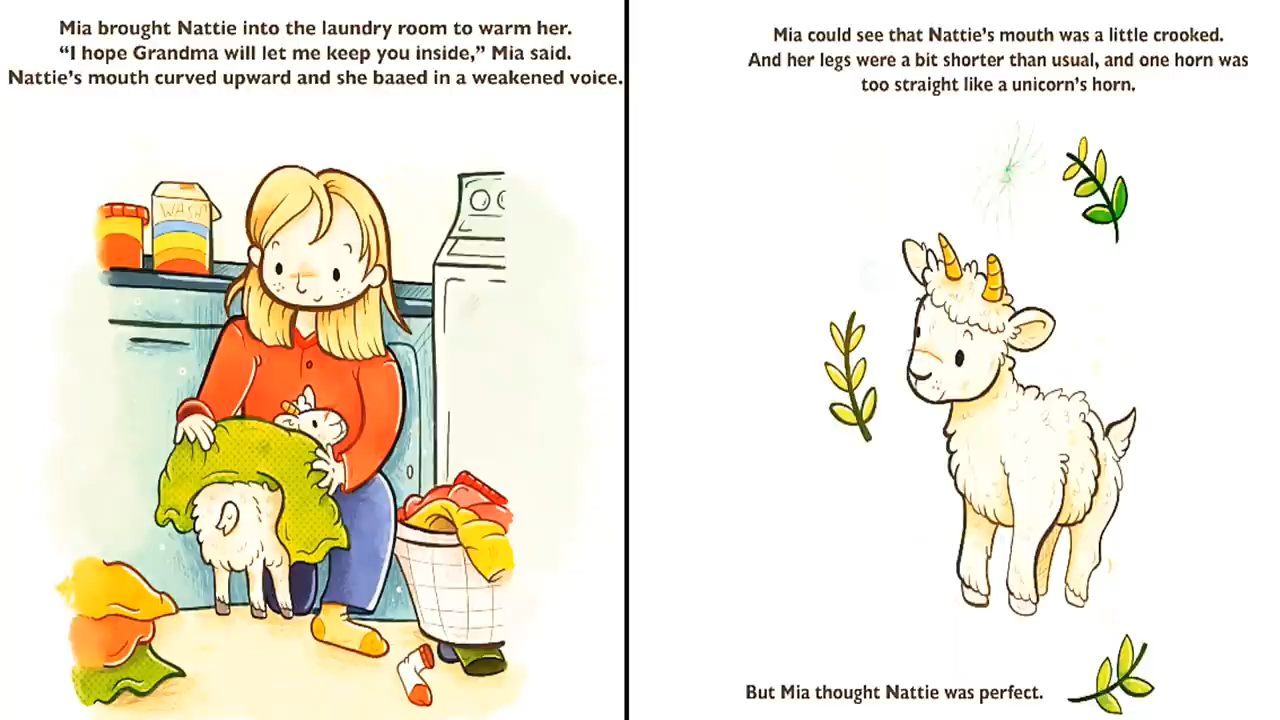 Mia brought Nattie into the laundry room to warm her.
“I hope Grandma will let me keep you inside,” Mia said.
Nattie’s mouth curved upward and she baaed in a weakened voice.
WASH
Mia could see that Nattie’s mouth was a little crooked.
And her legs were a bit shorter than usual, and one horn was
too straight like a unicorn’s horn.
But Mia thought Nattie was perfect.